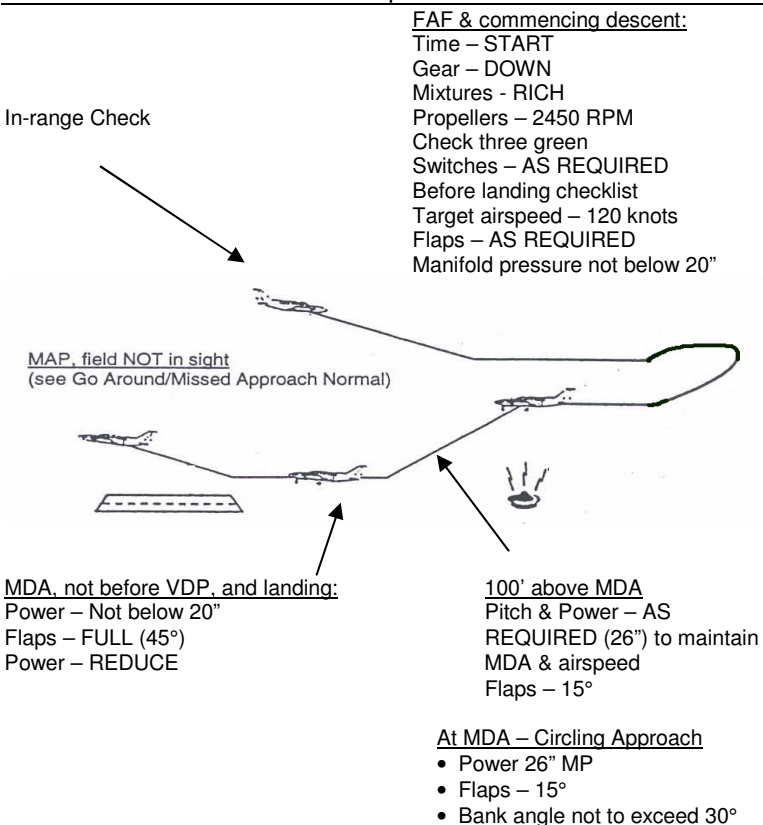 FAF & commencing descent:
Time – START
Gear – DOWN
Mixtures - RICH
Propellers – 2450 RPM
Check three green
Switches – AS REQUIRED
Before landing checklist
Target airspeed – 120 knots
Flaps – AS REQUIRED
Manifold pressure not below 20”
In-range Check
MAP, field NOT in sight
(see Go Around/Missed Approach Normal)
MDA, not before VDP, and landing:
Power – Not below 20”
Flaps – FULL (45°)
Power – REDUCE
100’ above MDA
Pitch & Power – AS
REQUIRED (26”) to maintain
MDA & airspeed
Flaps – 15°
At MDA – Circling Approach
• Power 26” MP
• Flaps – 15°
• Bank angle not to exceed 30°